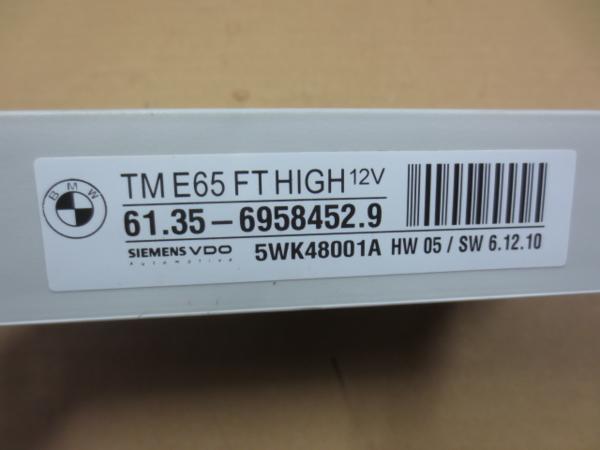 BMW
TM E65 FT HIGH 12V
61.35-6958452.9
SIEMENS VDO
Automotive
5WK48001A HW 05 / SW 6.12.10